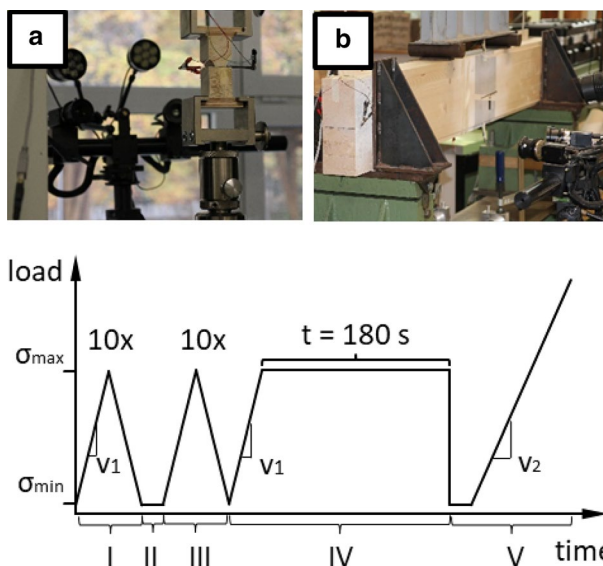 a
b
load
t = 180 s
10x 10x
σmax
v1 v1 v2
σmin
I II III IV V time